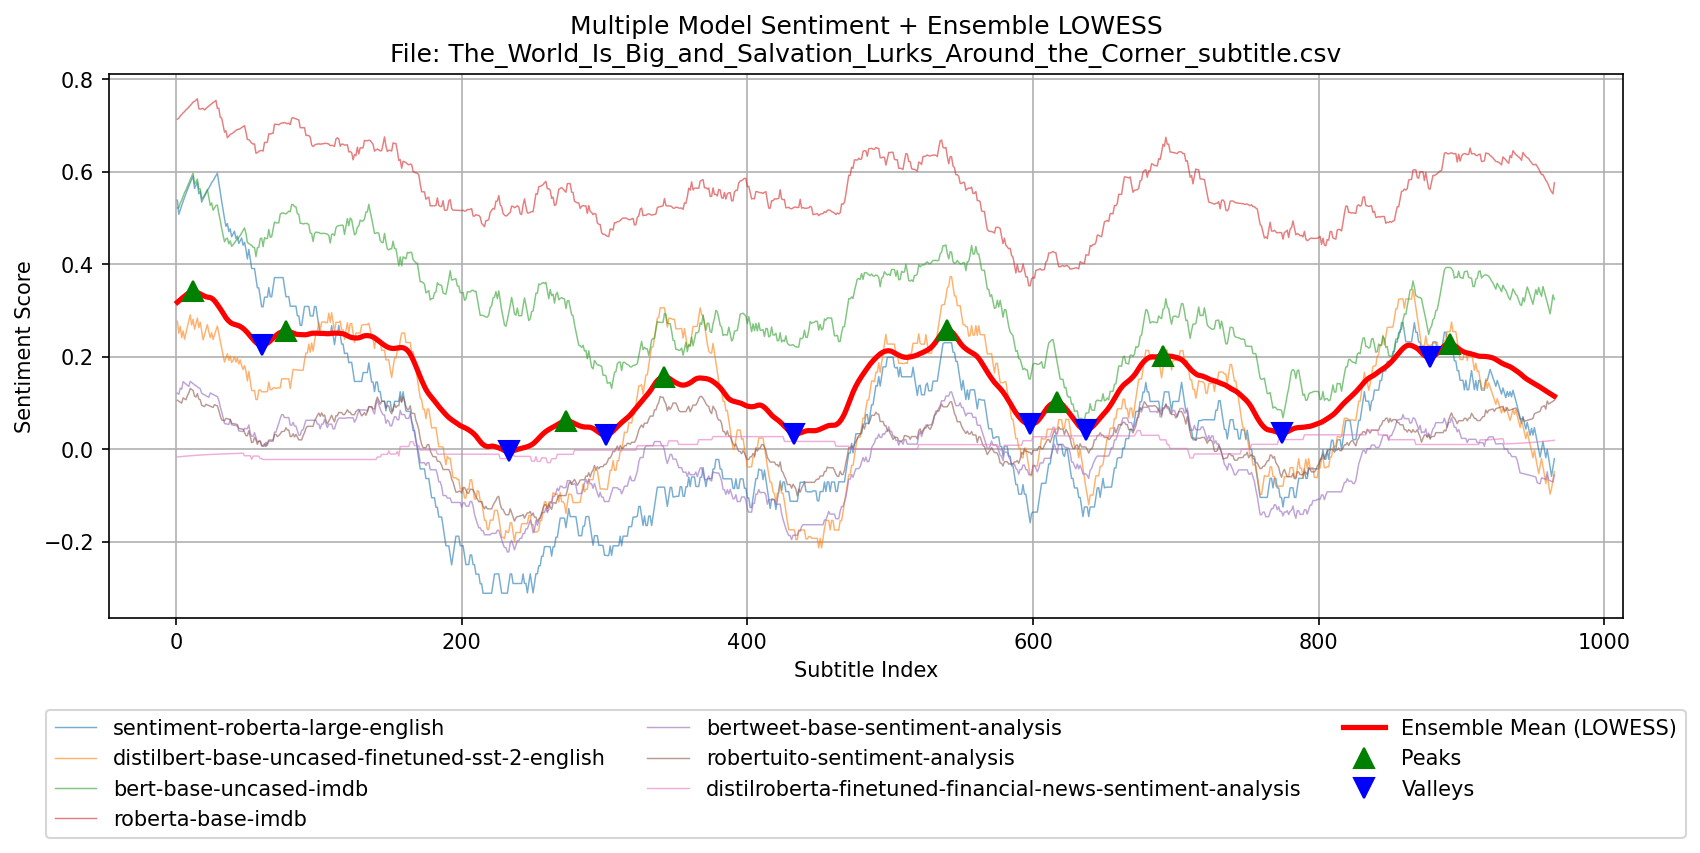 Multiple Model Sentiment + Ensemble LOWESS
File: The_World_Is_Big_and_Salvation_Lurks_Around_the_Corner_subtitle.csv
Sentiment Score
0.8
0.6
0.4
0.2
0.0
−0.2
0
200
400
600
800
1000
Subtitle Index
sentiment-roberta-large-english
distilbert-base-uncased-finetuned-sst-2-english
bert-base-uncased-imdb
roberta-base-imdb
bertweet-base-sentiment-analysis
robertuito-sentiment-analysis
distilroberta-finetuned-financial-news-sentiment-analysis
Ensemble Mean (LOWESS)
Peaks
Valleys